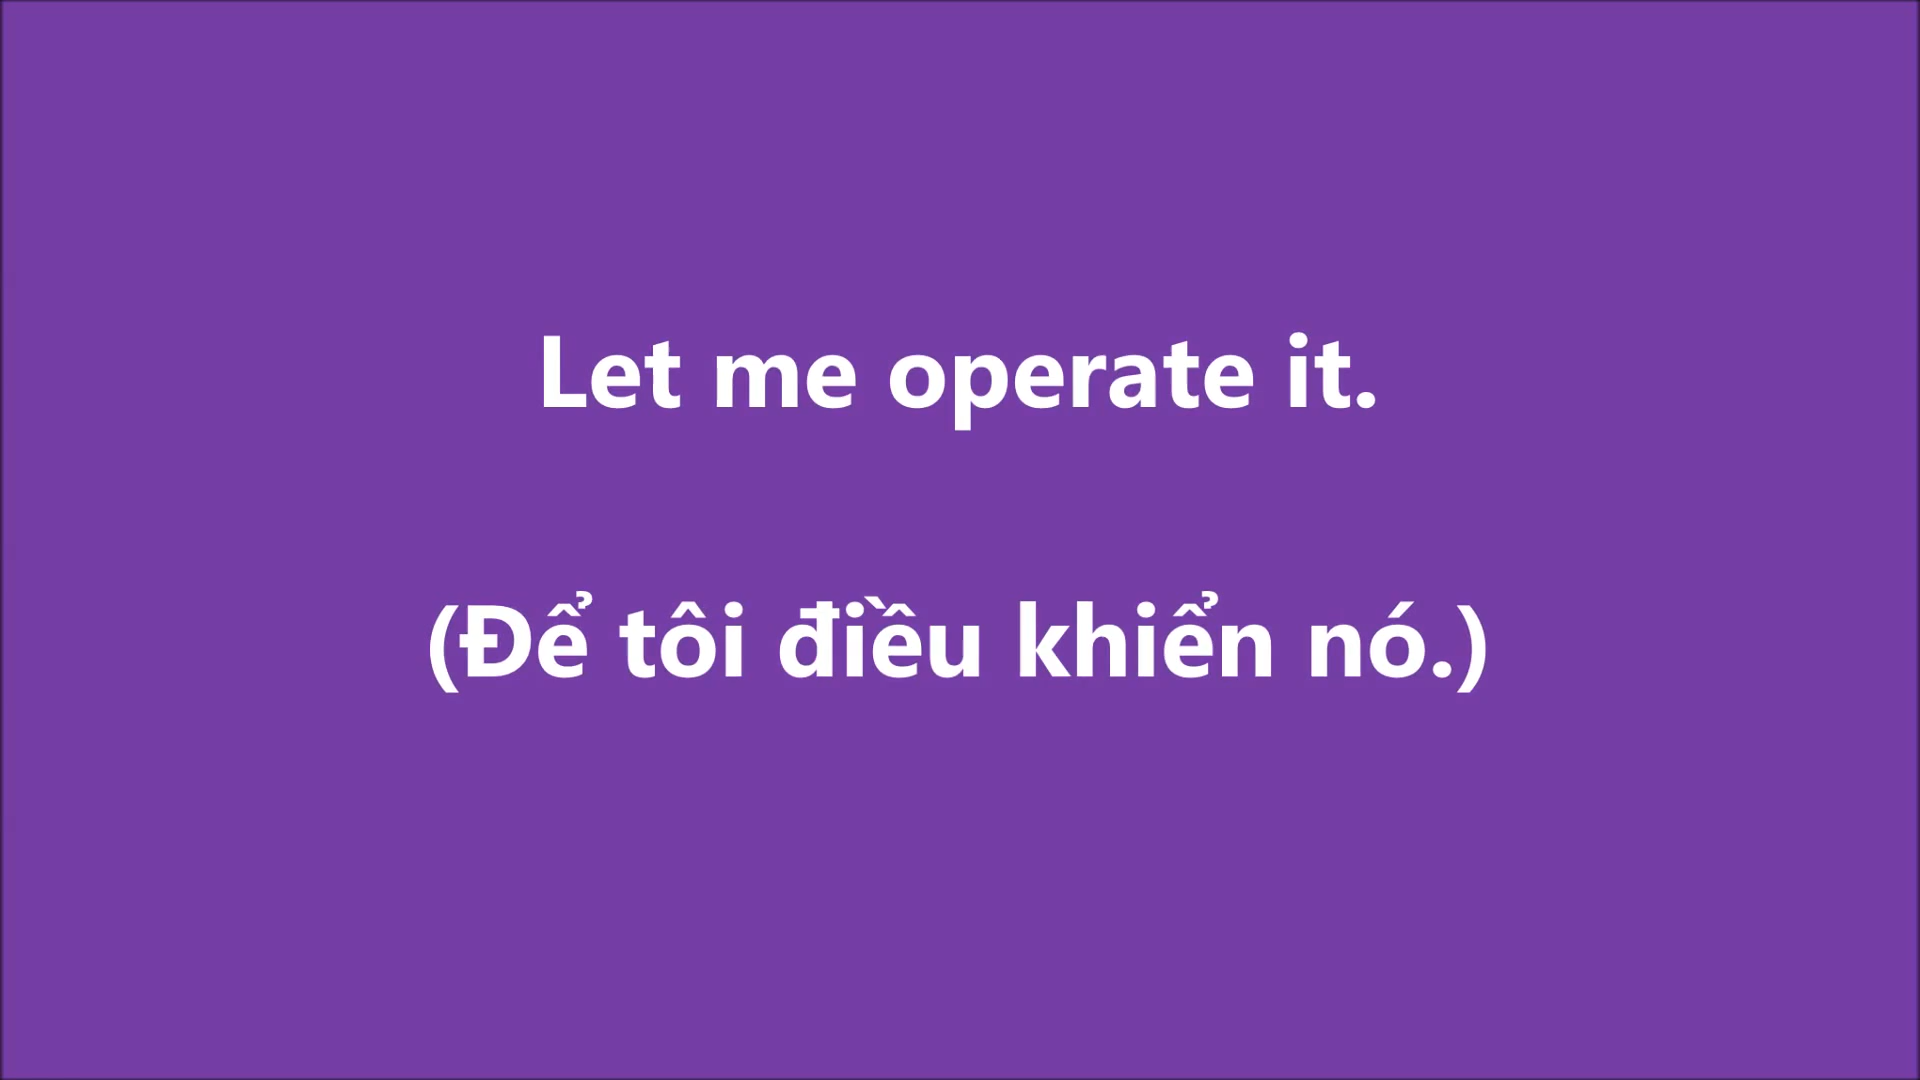 Let me operate it.
(Để tôi điều khiển nó.)